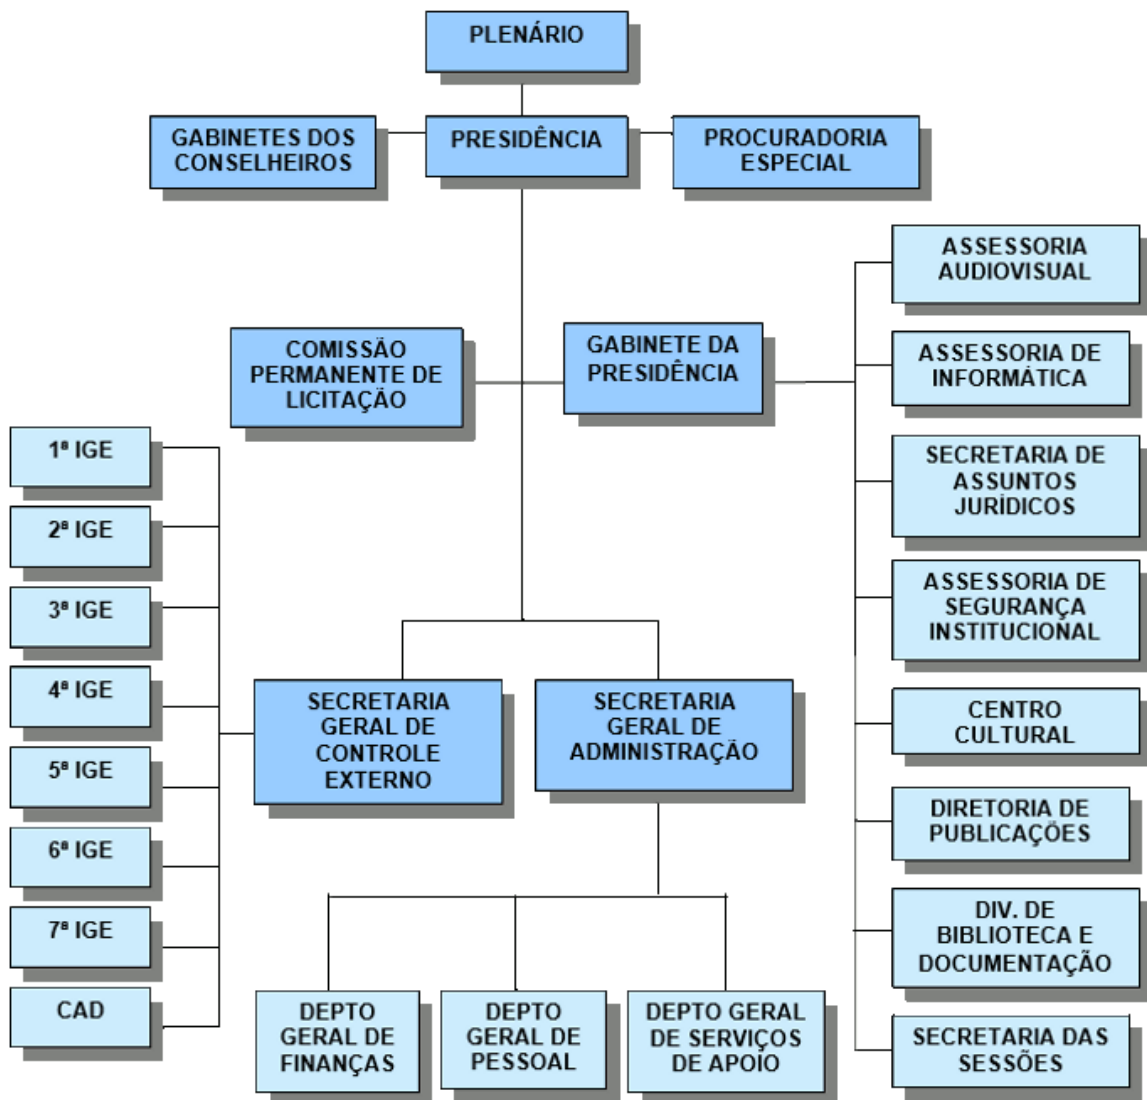 PLENÁRIO
GABINETES DOS
CONSELHEIROS
PRESIDÊNCIA
PROCURADORIA
ESPECIAL
ASSESSORIA
AUDIOVISUAL
COMISSÃO
PERMANENTE DE
LICITAÇÃO
GABINETE DA
PRESIDÊNCIA
ASSESSORIA DE
INFORMÁTICA
SECRETARIA DE
ASSUNTOS
JURÍDICOS
ASSESSORIA DE
SEGURANÇA
INSTITUCIONAL
CENTRO
CULTURAL
DIRETORIA DE
PUBLICAÇÕES
DIV. DE
BIBLIOTECA E
DOCUMENTAÇÃO
SECRETARIA DAS
SESSÕES
1ª IGE
2ª IGE
3ª IGE
4ª IGE
5ª IGE
6ª IGE
7ª IGE
CAD
SECRETARIA
GERAL DE
CONTROLE
EXTERNO
SECRETARIA
GERAL DE
ADMINISTRAÇÃO
DEPTO
GERAL DE
FINANÇAS
DEPTO
GERAL DE
PESSOAL
DEPTO GERAL
DE SERVIÇOS
DE APOIO